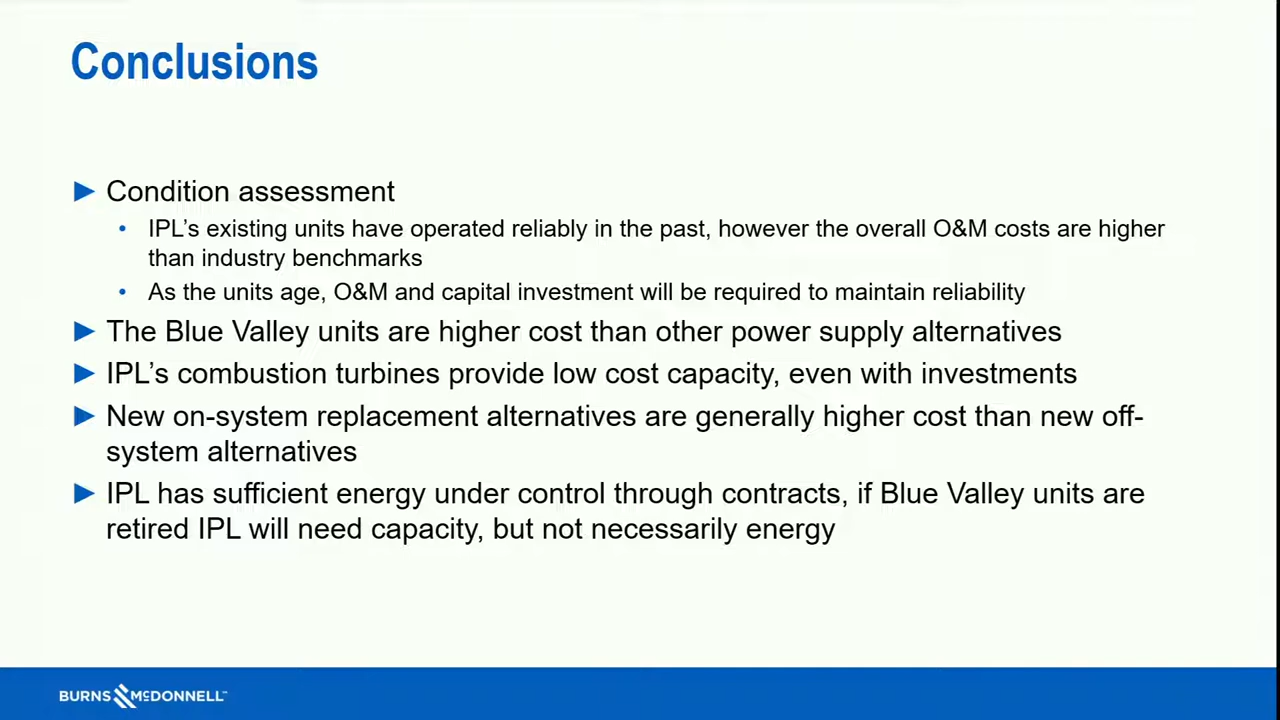 Conclusions
Condition assessment
IPL's existing units have operated reliably in the past, however the overall O&M costs are higher
than industry benchmarks
As the units age, O&M and capital investment will be required to maintain reliability
The Blue Valley units are higher cost than other power supply alternatives
IPL's combustion turbines provide low cost capacity, even with investments
New on-system replacement alternatives are generally higher cost than new off-
system alternatives
IPL has sufficient energy under control through contracts, if Blue Valley units are
retired IPL will need capacity, but not necessarily energy
BURNS McDONNELL